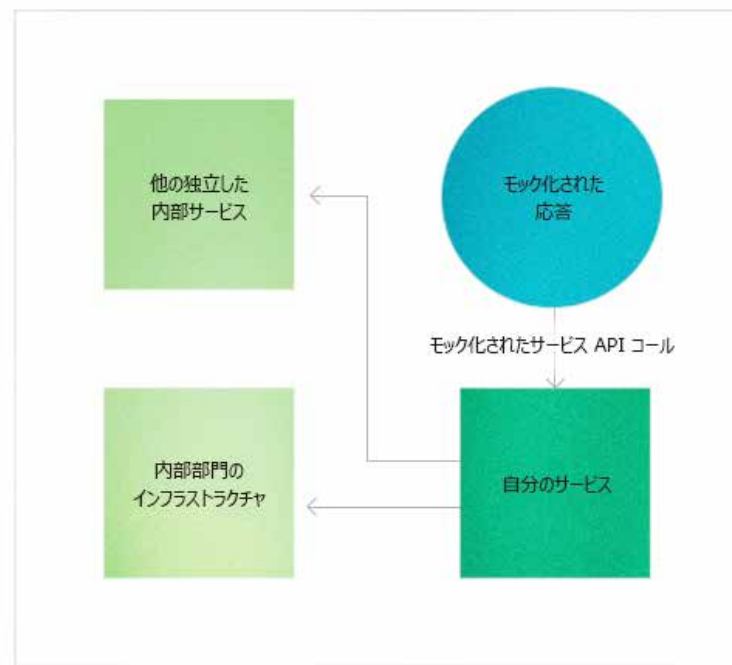 他の独立した
内部サービス
モック化された
応答
モック化されたサービス API コール
内部部門の
インフラストラクチャ
自分のサービス